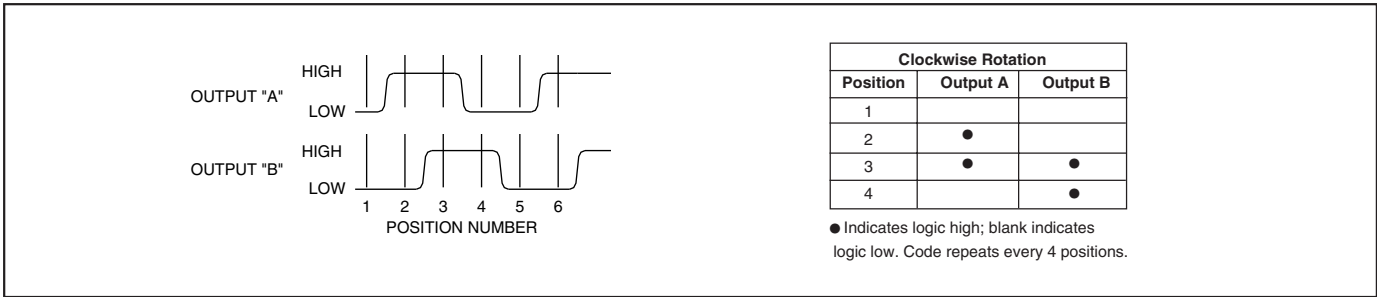 HIGH
OUTPUT "A"
LOW
HIGH
OUTPUT "B"
LOW
1 2 3 4 5 6
POSITION NUMBER
Clockwise Rotation
Position Output A Output B
1
2 ●
3 ● ●
4 ●
● Indicates logic high; blank indicates
logic low. Code repeats every 4 positions.